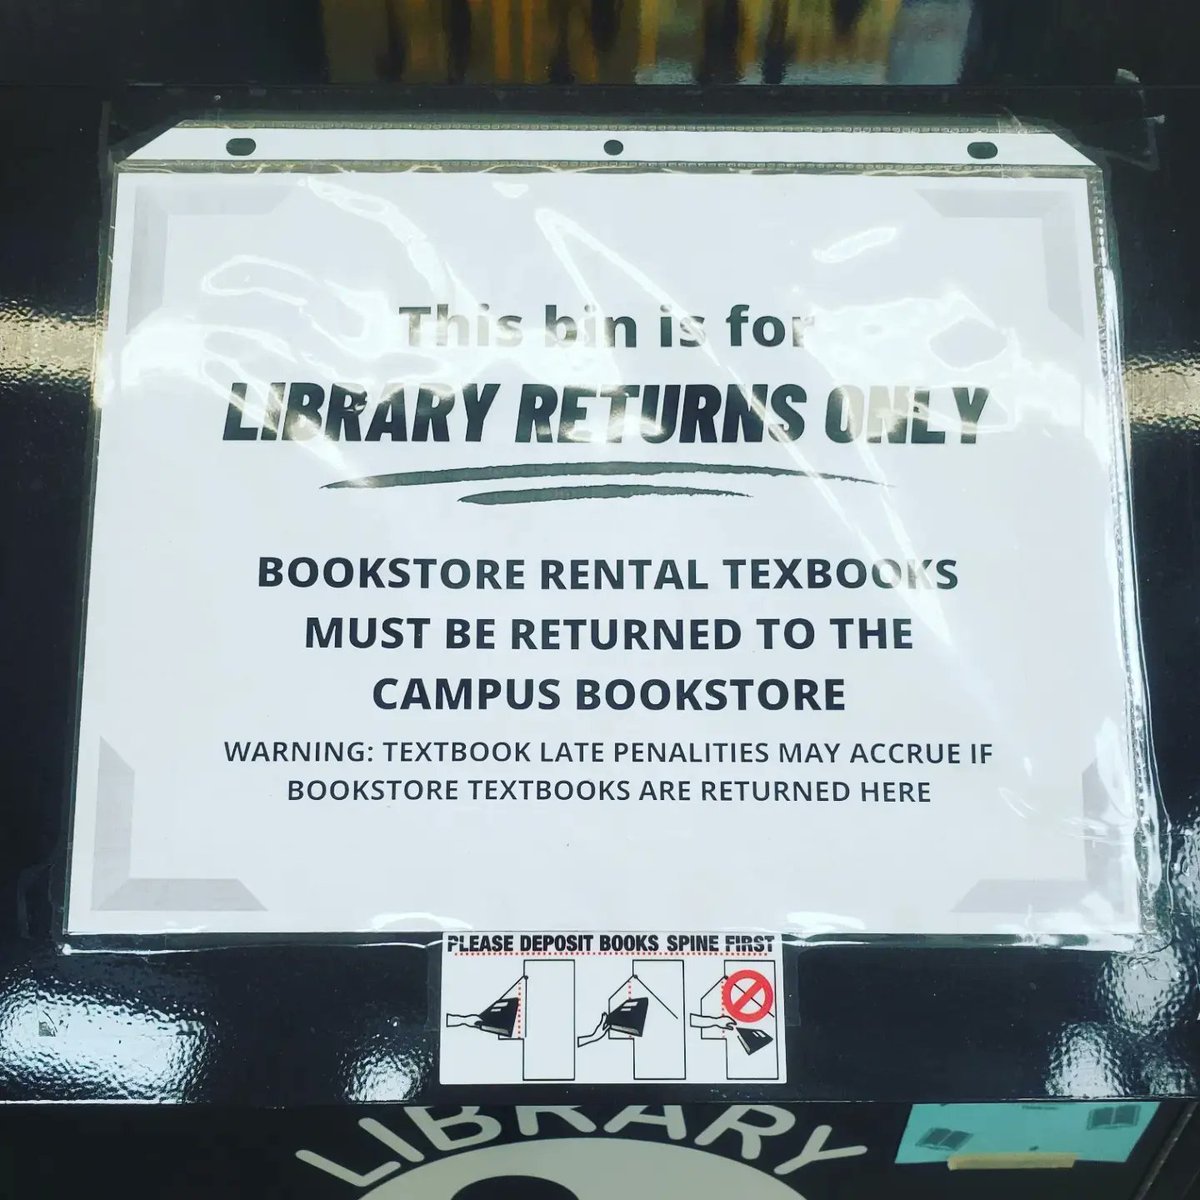 This bin is for
LIBRARY RETURNS ONLY
BOOKSTORE RENTAL TEXBOOKS
MUST BE RETURNED TO THE
CAMPUS BOOKSTORE
WARNING: TEXTBOOK LATE PENALITIES MAY ACCRUE IF
BOOKSTORE TEXTBOOKS ARE RETURNED HERE
PLEASE DEPOSIT BOOKS SPINE FIRST
LIBRARY